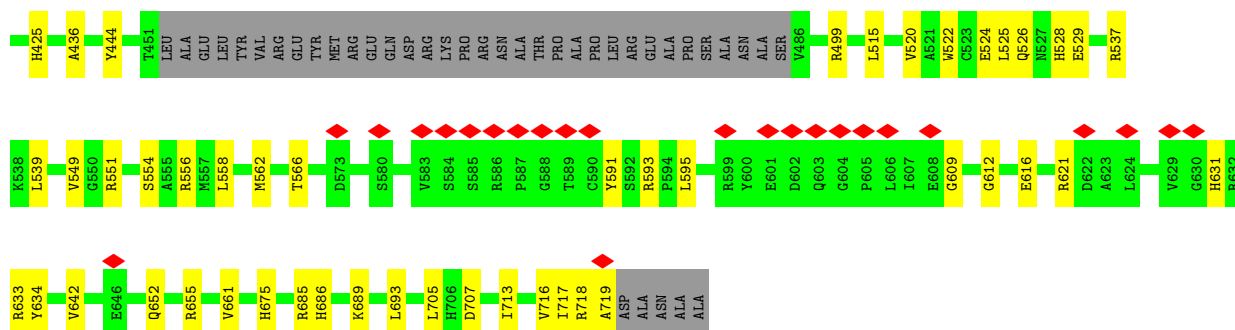 H425 A436 Y444 T451 LEU ALA GLU LEU TYR VAL ARG GLU TYR MET ARG GLU GLN ASP ARG LYS PRO ARG ASN ALA THR PRO ALA PRO LEU ARG GLU ALA PRO SER ALA ASN ALA SER V486 R499 L515 V520 A521 W522 C523 E524 L525 Q526 N527 H528 E529 R537
K538 L539 V549 G550 R551 S554 A555 R556 M557 L558 M562 T566 D573 S580 V583 S584 S585 R586 P587 G588 T589 C590 Y591 S592 R593 P594 L595 R599 Y600 E601 D602 Q603 G604 P605 L606 I607 E608 G609 G612 E616 R621 D622 A623 L624 V629 G630 H631 R632
R633 Y634 V642 E646 Q652 R655 V661 H675 R685 H686 K689 L693 L705 H706 D707 I713 V716 I717 R718 A719 ASP ALA ASN ALA ALA